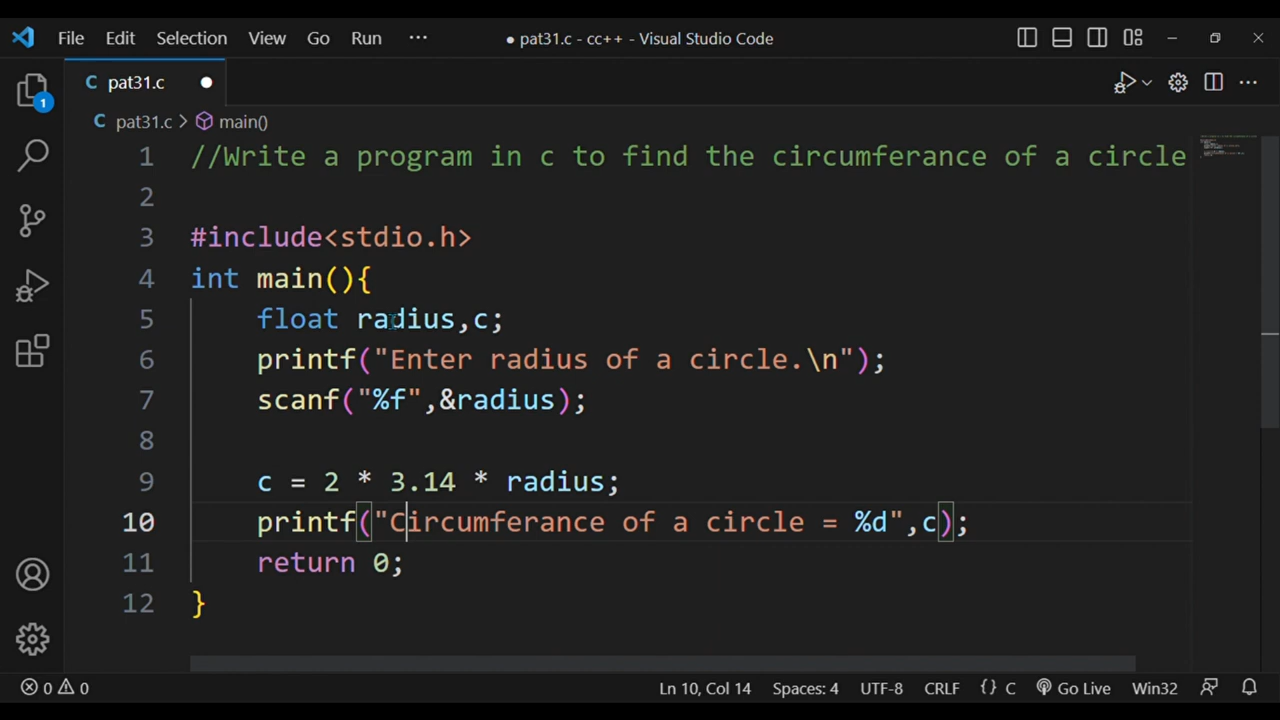 File Edit Selection View Go Run ··· ● pat31.c - cc++ - Visual Studio Code
C pat31.c ●
1
C pat31.c > main()
1 //Write a program in c to find the circumferance of a circle
2
3 #include<stdio.h>
4 int main(){
5 float radius,c;
6 printf("Enter radius of a circle.\n");
7 scanf("%f",&radius);
8
9 c = 2 * 3.14 * radius;
10 printf("Circumferance of a circle = %d",c);
11 return 0;
12 }
0 0 Ln 10, Col 14 Spaces: 4 UTF-8 CRLF {} C Go Live Win32